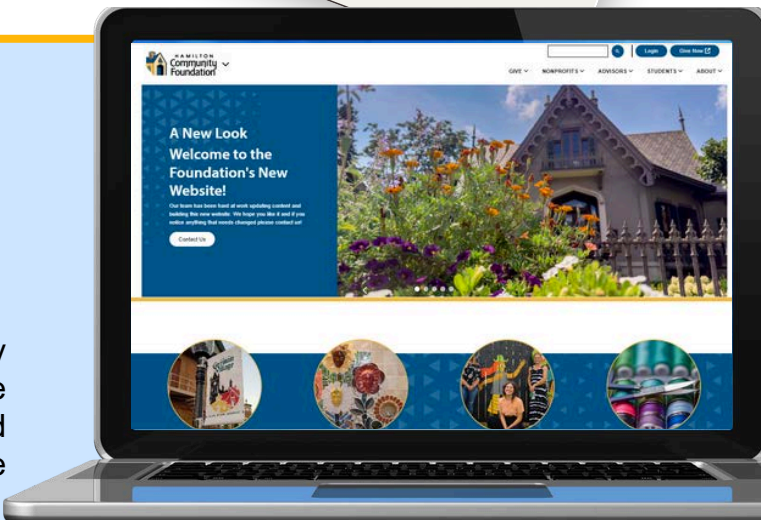 HAMILTON
Community
Foundation
Login
Give Now
GIVE
NONPROFITS
ADVISORS
STUDENTS
ABOUT
A New Look
Welcome to the
Foundation's New
Website!
Our team has been hard at work updating content and
building this new website. We hope you like it and if you
notice anything that needs changed please contact us!
Contact Us
y
e
d
e